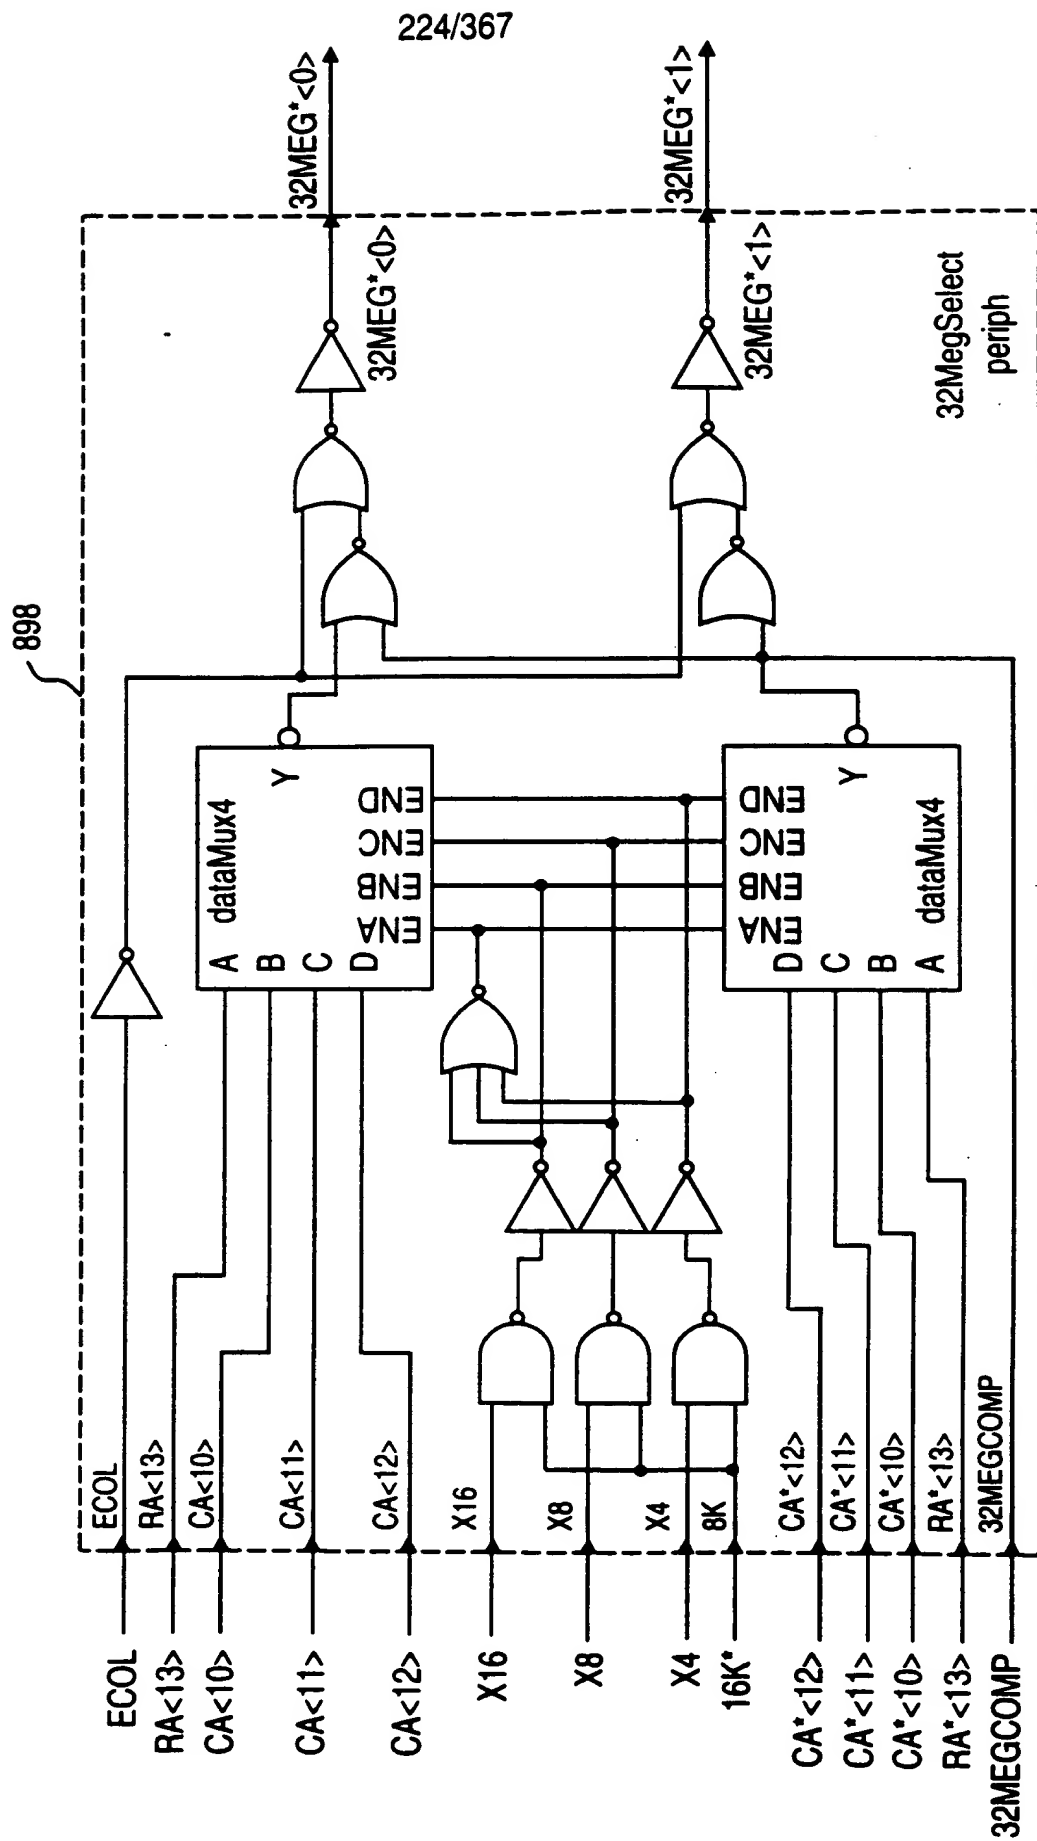 224/367
898
ECOL
ECOL
RA<13>
RA<13>
CA<10>
CA<10>
CA<11>
CA<11>
CA<12>
CA<12>
X16
X16
X8
X8
X4
X4
16K*
8K
CA*<12>
CA*<12>
CA*<11>
CA*<11>
CA*<10>
CA*<10>
RA*<13>
RA*<13>
32MEGCOMP
32MEGCOMP
A
B
C
D
dataMux4
Y
ENA
ENB
ENC
END
D
C
B
A
dataMux4
Y
ENA
ENB
ENC
END
32MEG*<0>
32MEG*<0>
32MEG*<1>
32MEG*<1>
32MegSelect
periph